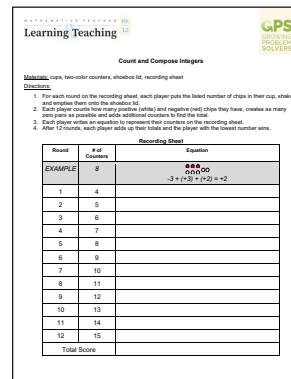 MATHEMATICS TEACHER
Learning Teaching PK 12
GPS
GROWING
PROBLEM
SOLVERS
Count and Compose Integers
Materials: cups, two-color counters, shoebox lid, recording sheet
Directions:
1. For each round on the recording sheet, each player puts the listed number of chips in their cup, shake
and empties them onto the shoebox lid.
2. Each player counts how many positive (white) and negative (red) chips they have, creates as many
zero pairs as possible and adds additional counters to find the total.
3. Each player writes an equation to represent their counters on the recording sheet.
4. After 12 rounds, each player adds up their totals and the player with the lowest number wins.
Recording Sheet
Round # of Counters Equation
EXAMPLE 8 -3 + (+3) + (+2) = +2
1 4
2 5
3 6
4 7
5 8
6 9
7 10
8 11
9 12
10 13
11 14
12 15
Total Score